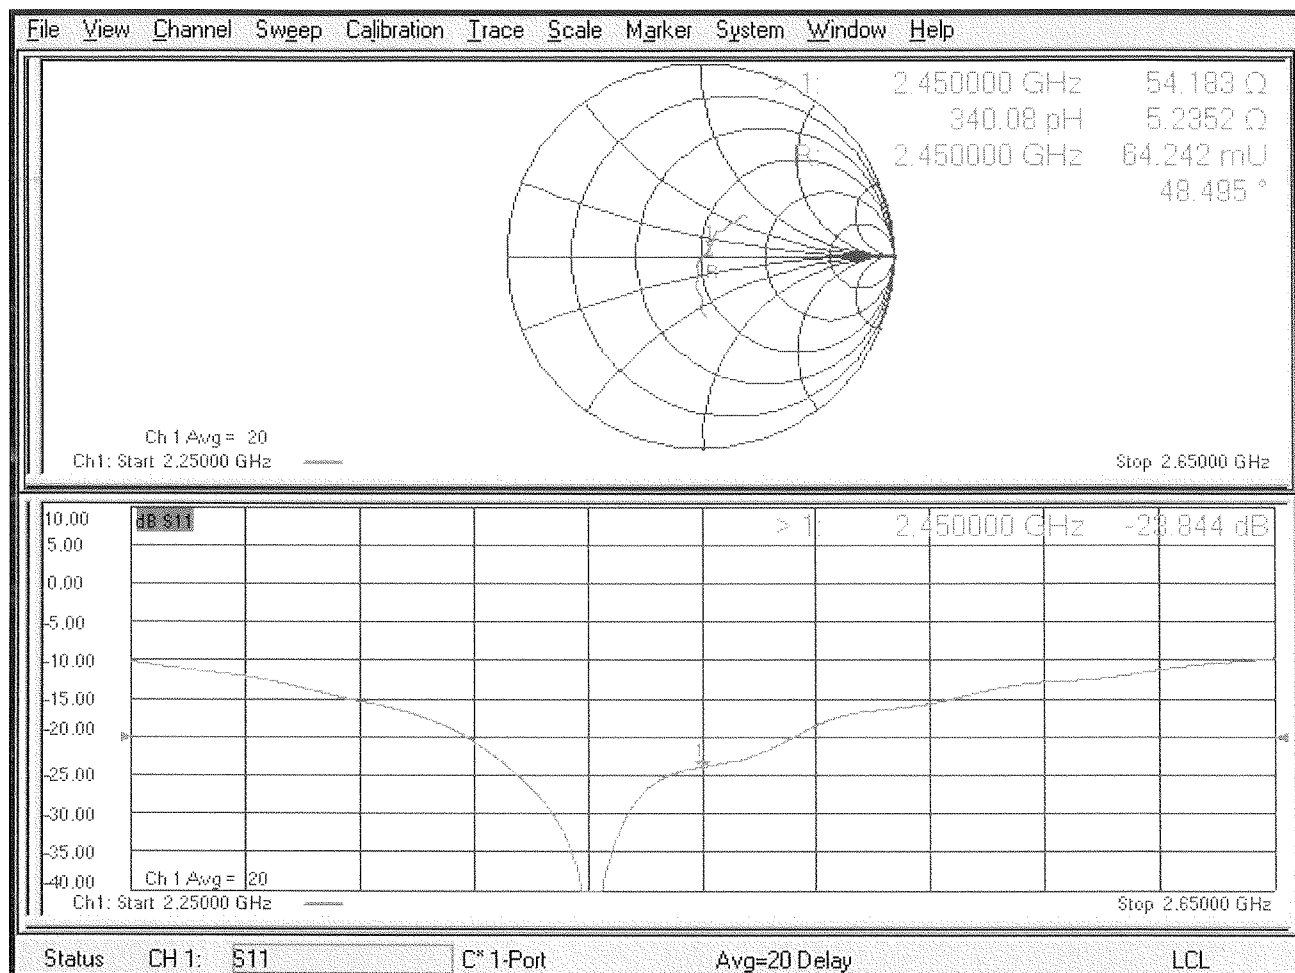 File View Channel Sweep Calibration Trace Scale Marker System Window Help
> 1: 2.450000 GHz 54.183 Ω
340.08 pH 5.2352 Ω
R: 2.450000 GHz 64.242 mU
48.495 °
R
Ch 1 Avg = 20
Ch1: Start 2.25000 GHz Stop 2.65000 GHz
10.00 dB S11 > 1: 2.450000 GHz -23.844 dB
5.00
0.00
-5.00
-10.00
-15.00
-20.00
1
-25.00
-30.00
-35.00
-40.00 Ch 1 Avg = 20
Ch1: Start 2.25000 GHz Stop 2.65000 GHz
Status CH 1: S11 C* 1-Port Avg=20 Delay LCL